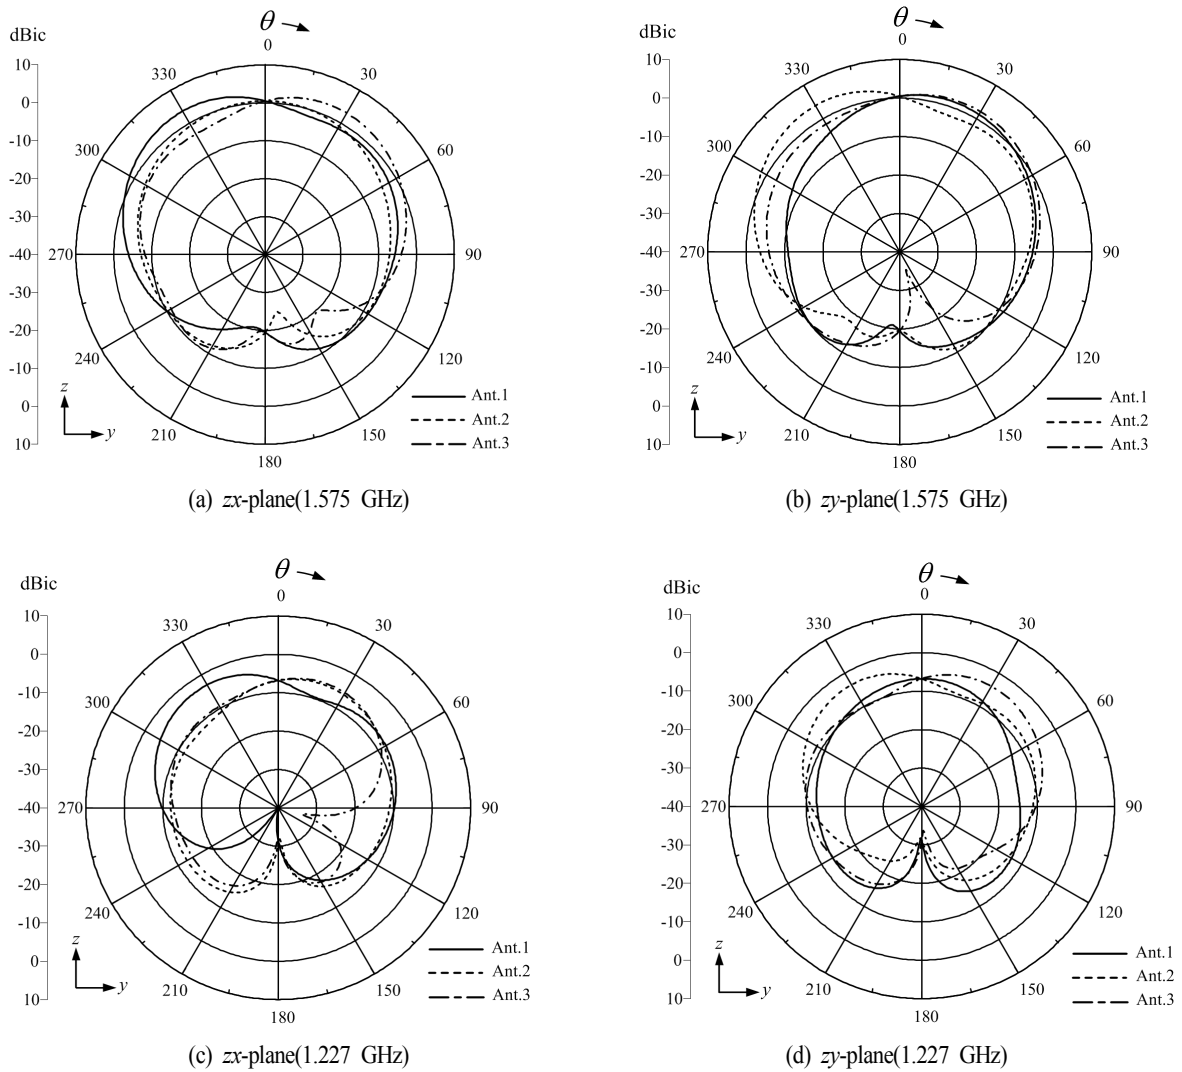 θ
dBic
0
10
0
-10
-20
-30
-40
-30
-20
-10
0
10
330
30
300
60
270
90
240
120
210
150
180
z
y
Ant.1
Ant.2
Ant.3
(a) zx-plane(1.575 GHz)
θ
dBic
0
10
0
-10
-20
-30
-40
-30
-20
-10
0
10
330
30
300
60
270
90
240
120
210
150
180
z
y
Ant.1
Ant.2
Ant.3
(b) zy-plane(1.575 GHz)
θ
dBic
0
10
0
-10
-20
-30
-40
-30
-20
-10
0
10
330
30
300
60
270
90
240
120
210
150
180
z
y
Ant.1
Ant.2
Ant.3
(c) zx-plane(1.227 GHz)
θ
dBic
0
10
0
-10
-20
-30
-40
-30
-20
-10
0
10
330
30
300
60
270
90
240
120
210
150
180
z
y
Ant.1
Ant.2
Ant.3
(d) zy-plane(1.227 GHz)